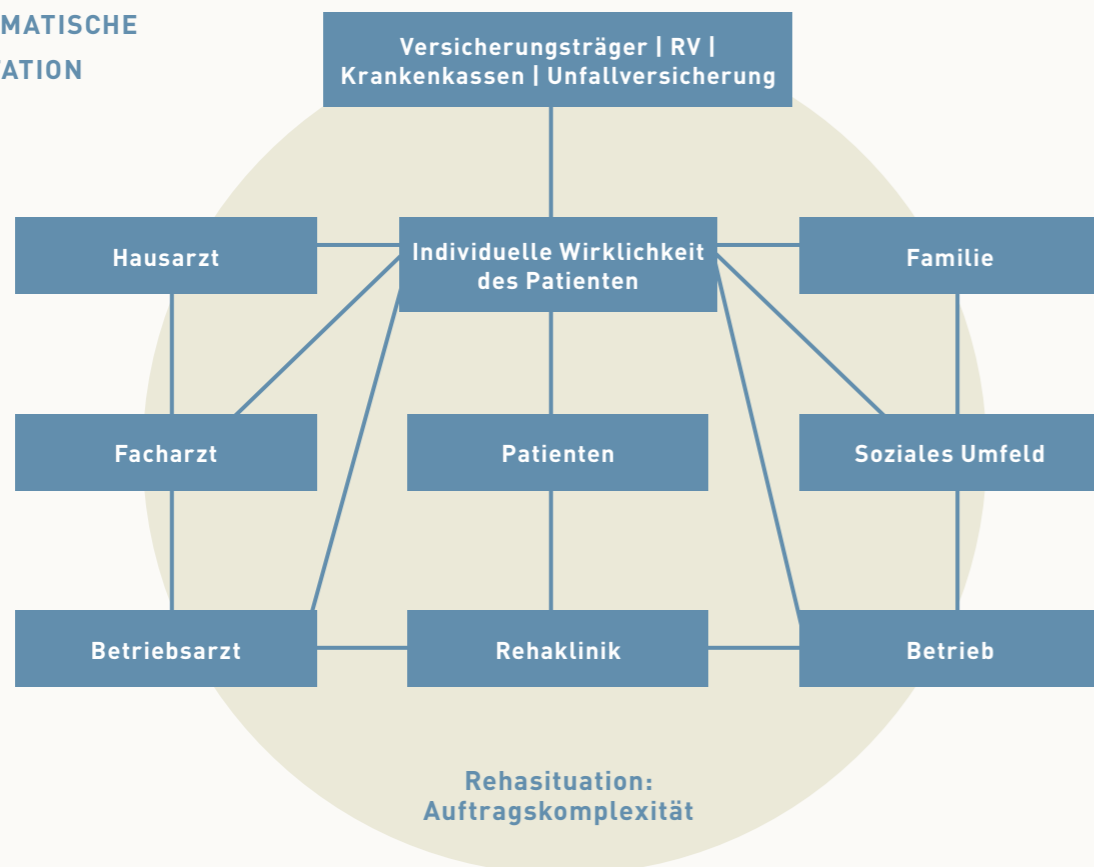 MATISCHE
ATION
Versicherungsträger | RV |
Krankenkassen | Unfallversicherung
Hausarzt
Individuelle Wirklichkeit
des Patienten
Familie
Facharzt
Patienten
Soziales Umfeld
Betriebsarzt
Rehaklinik
Betrieb
Rehasituation:
Auftragskomplexität